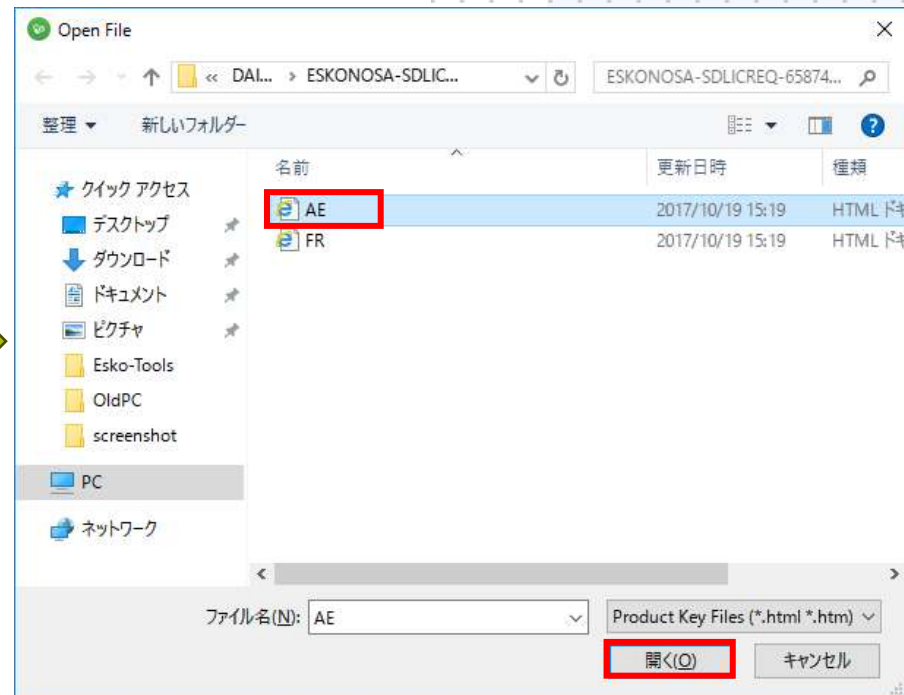 Open File
« DAI... › ESKONOSA-SDLIC...
ESKONOSA-SDLICREQ-65874...
整理 新しいフォルダー
名前 更新日時 種類
クイック アクセス
デスクトップ
ダウンロード
ドキュメント
ピクチャ
Esko-Tools
OldPC
screenshot
PC
ネットワーク
AE 2017/10/19 15:19 HTML ドキ
FR 2017/10/19 15:19 HTML ドキ
ファイル名(N): AE
Product Key Files (*.html *.htm)
開く(O) キャンセル